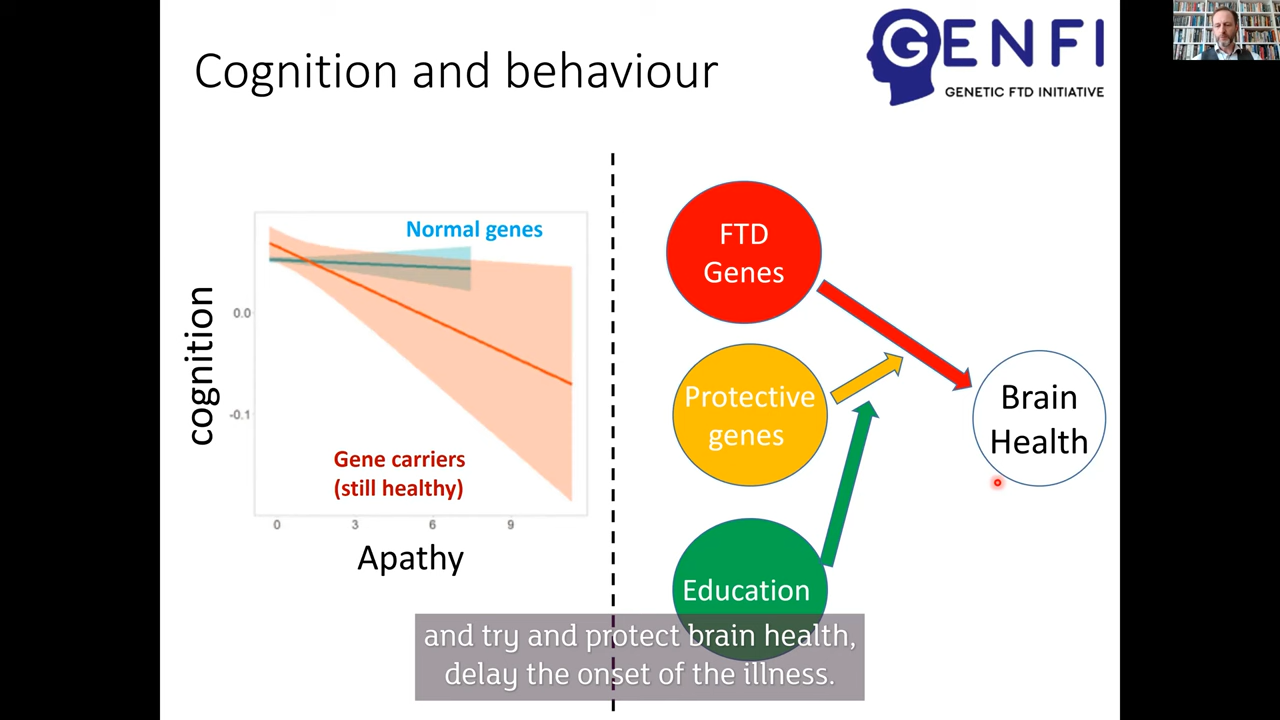 Cognition and behaviour
GENFI
GENETIC FTD INITIATIVE
Normal genes
cognition
0.0
-0.1
Gene carriers
(still healthy)
0 3 6 9
Apathy
FTD
Genes
Protective
genes
Education
Brain
Health
and try and protect brain health,
delay the onset of the illness.